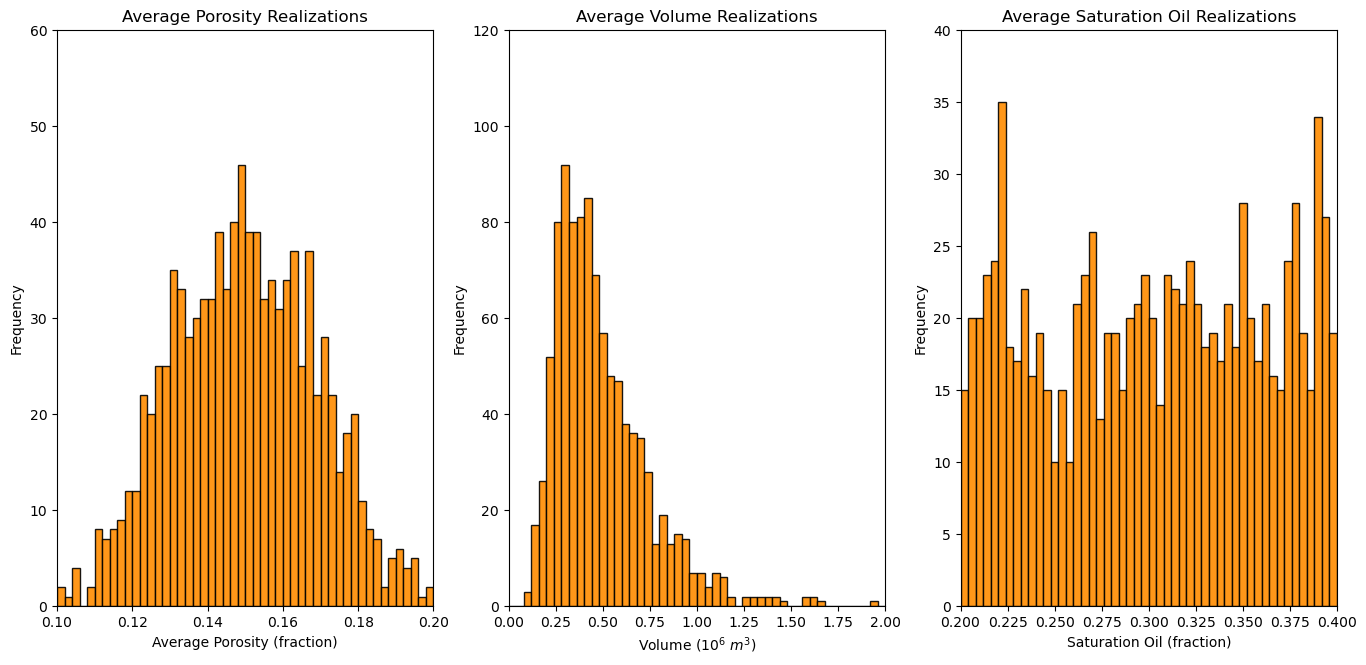 Average Porosity Realizations
60
50
40
30
20
10
0
Frequency
0.10 0.12 0.14 0.16 0.18 0.20
Average Porosity (fraction)
Average Volume Realizations
120
100
80
60
40
20
0
Frequency
0.00 0.25 0.50 0.75 1.00 1.25 1.50 1.75 2.00
Volume (10⁶ m³)
Average Saturation Oil Realizations
40
35
30
25
20
15
10
5
0
Frequency
0.200 0.225 0.250 0.275 0.300 0.325 0.350 0.375 0.400
Saturation Oil (fraction)